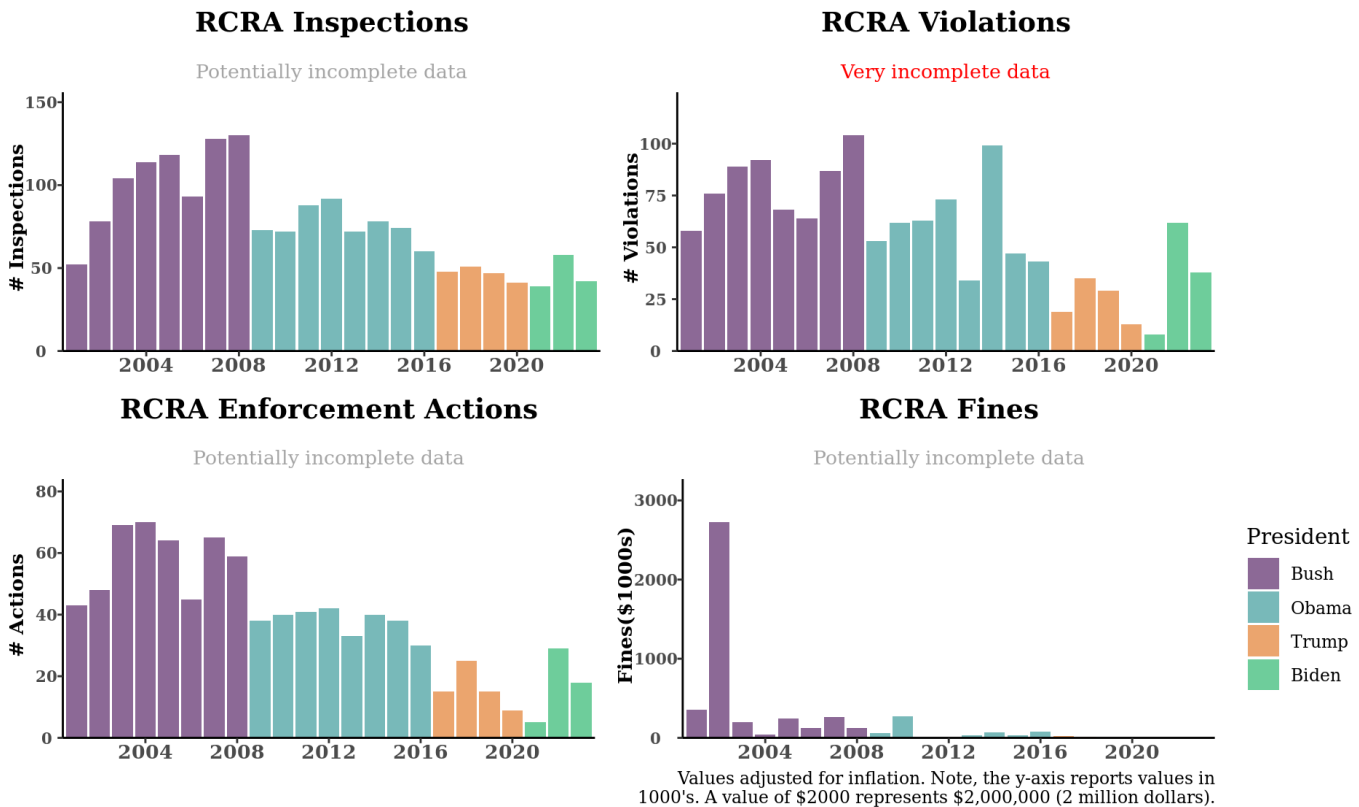 RCRA Inspections
Potentially incomplete data
# Inspections
150
100
50
0
2004 2008 2012 2016 2020
RCRA Violations
Very incomplete data
# Violations
100
75
50
25
0
2004 2008 2012 2016 2020
RCRA Enforcement Actions
Potentially incomplete data
# Actions
80
60
40
20
0
2004 2008 2012 2016 2020
RCRA Fines
Potentially incomplete data
Fines($1000s)
3000
2000
1000
0
2004 2008 2012 2016 2020
President
Bush
Obama
Trump
Biden
Values adjusted for inflation. Note, the y-axis reports values in
1000's. A value of $2000 represents $2,000,000 (2 million dollars).